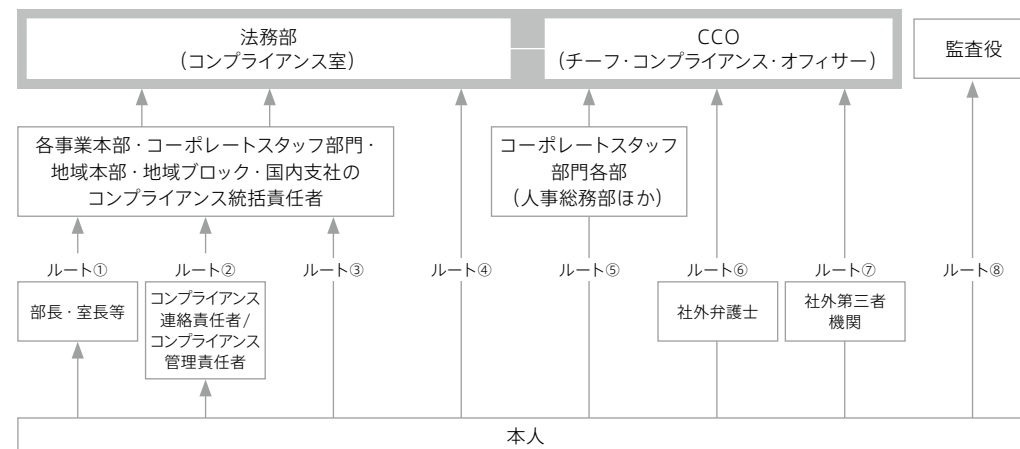 法務部
（コンプライアンス室）
CCO
（チーフ・コンプライアンス・オフィサー）
監査役
各事業本部・コーポレートスタッフ部門・
地域本部・地域ブロック・国内支社の
コンプライアンス統括責任者
コーポレートスタッフ
部門各部
（人事総務部ほか）
ルート①
ルート②
ルート③
ルート④
ルート⑤
ルート⑥
ルート⑦
ルート⑧
部長・室長等
コンプライアンス
連絡責任者/
コンプライアンス
管理責任者
社外弁護士
社外第三者
機関
本人